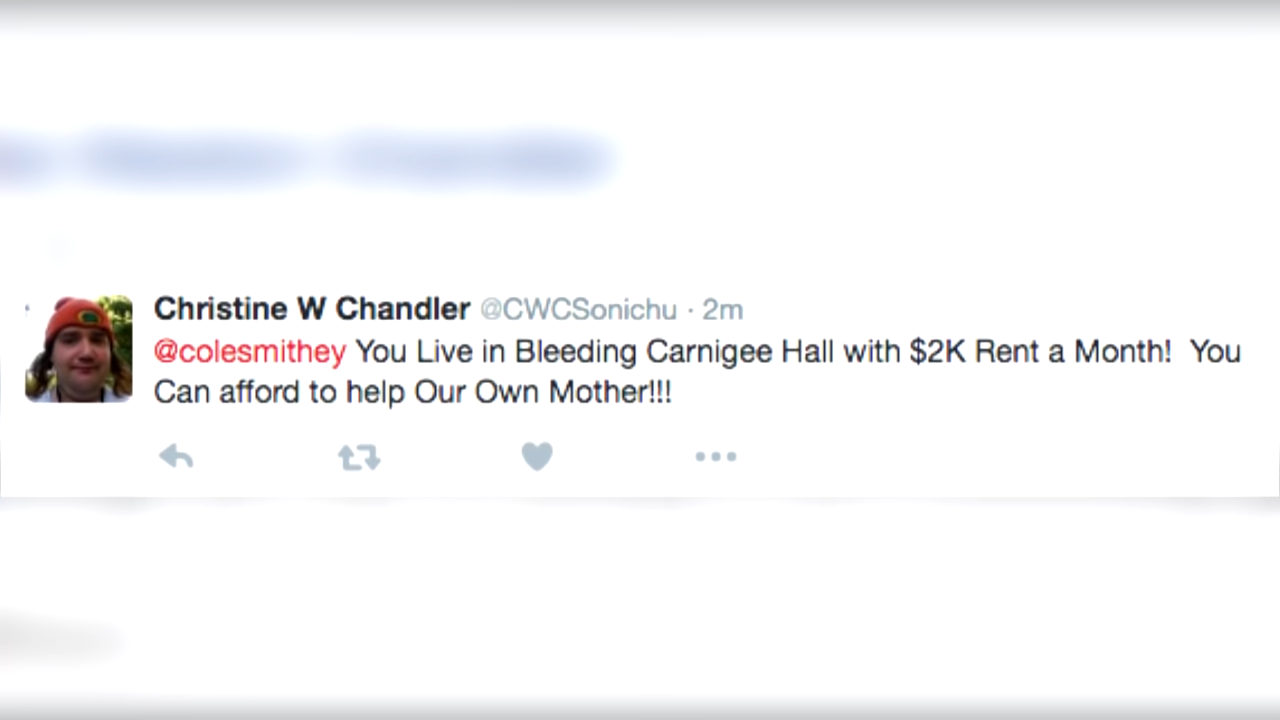 Christine W Chandler @CWCSonichu · 2m
@colesmithey You Live in Bleeding Carnigee Hall with $2K Rent a Month!  You
Can afford to help Our Own Mother!!!